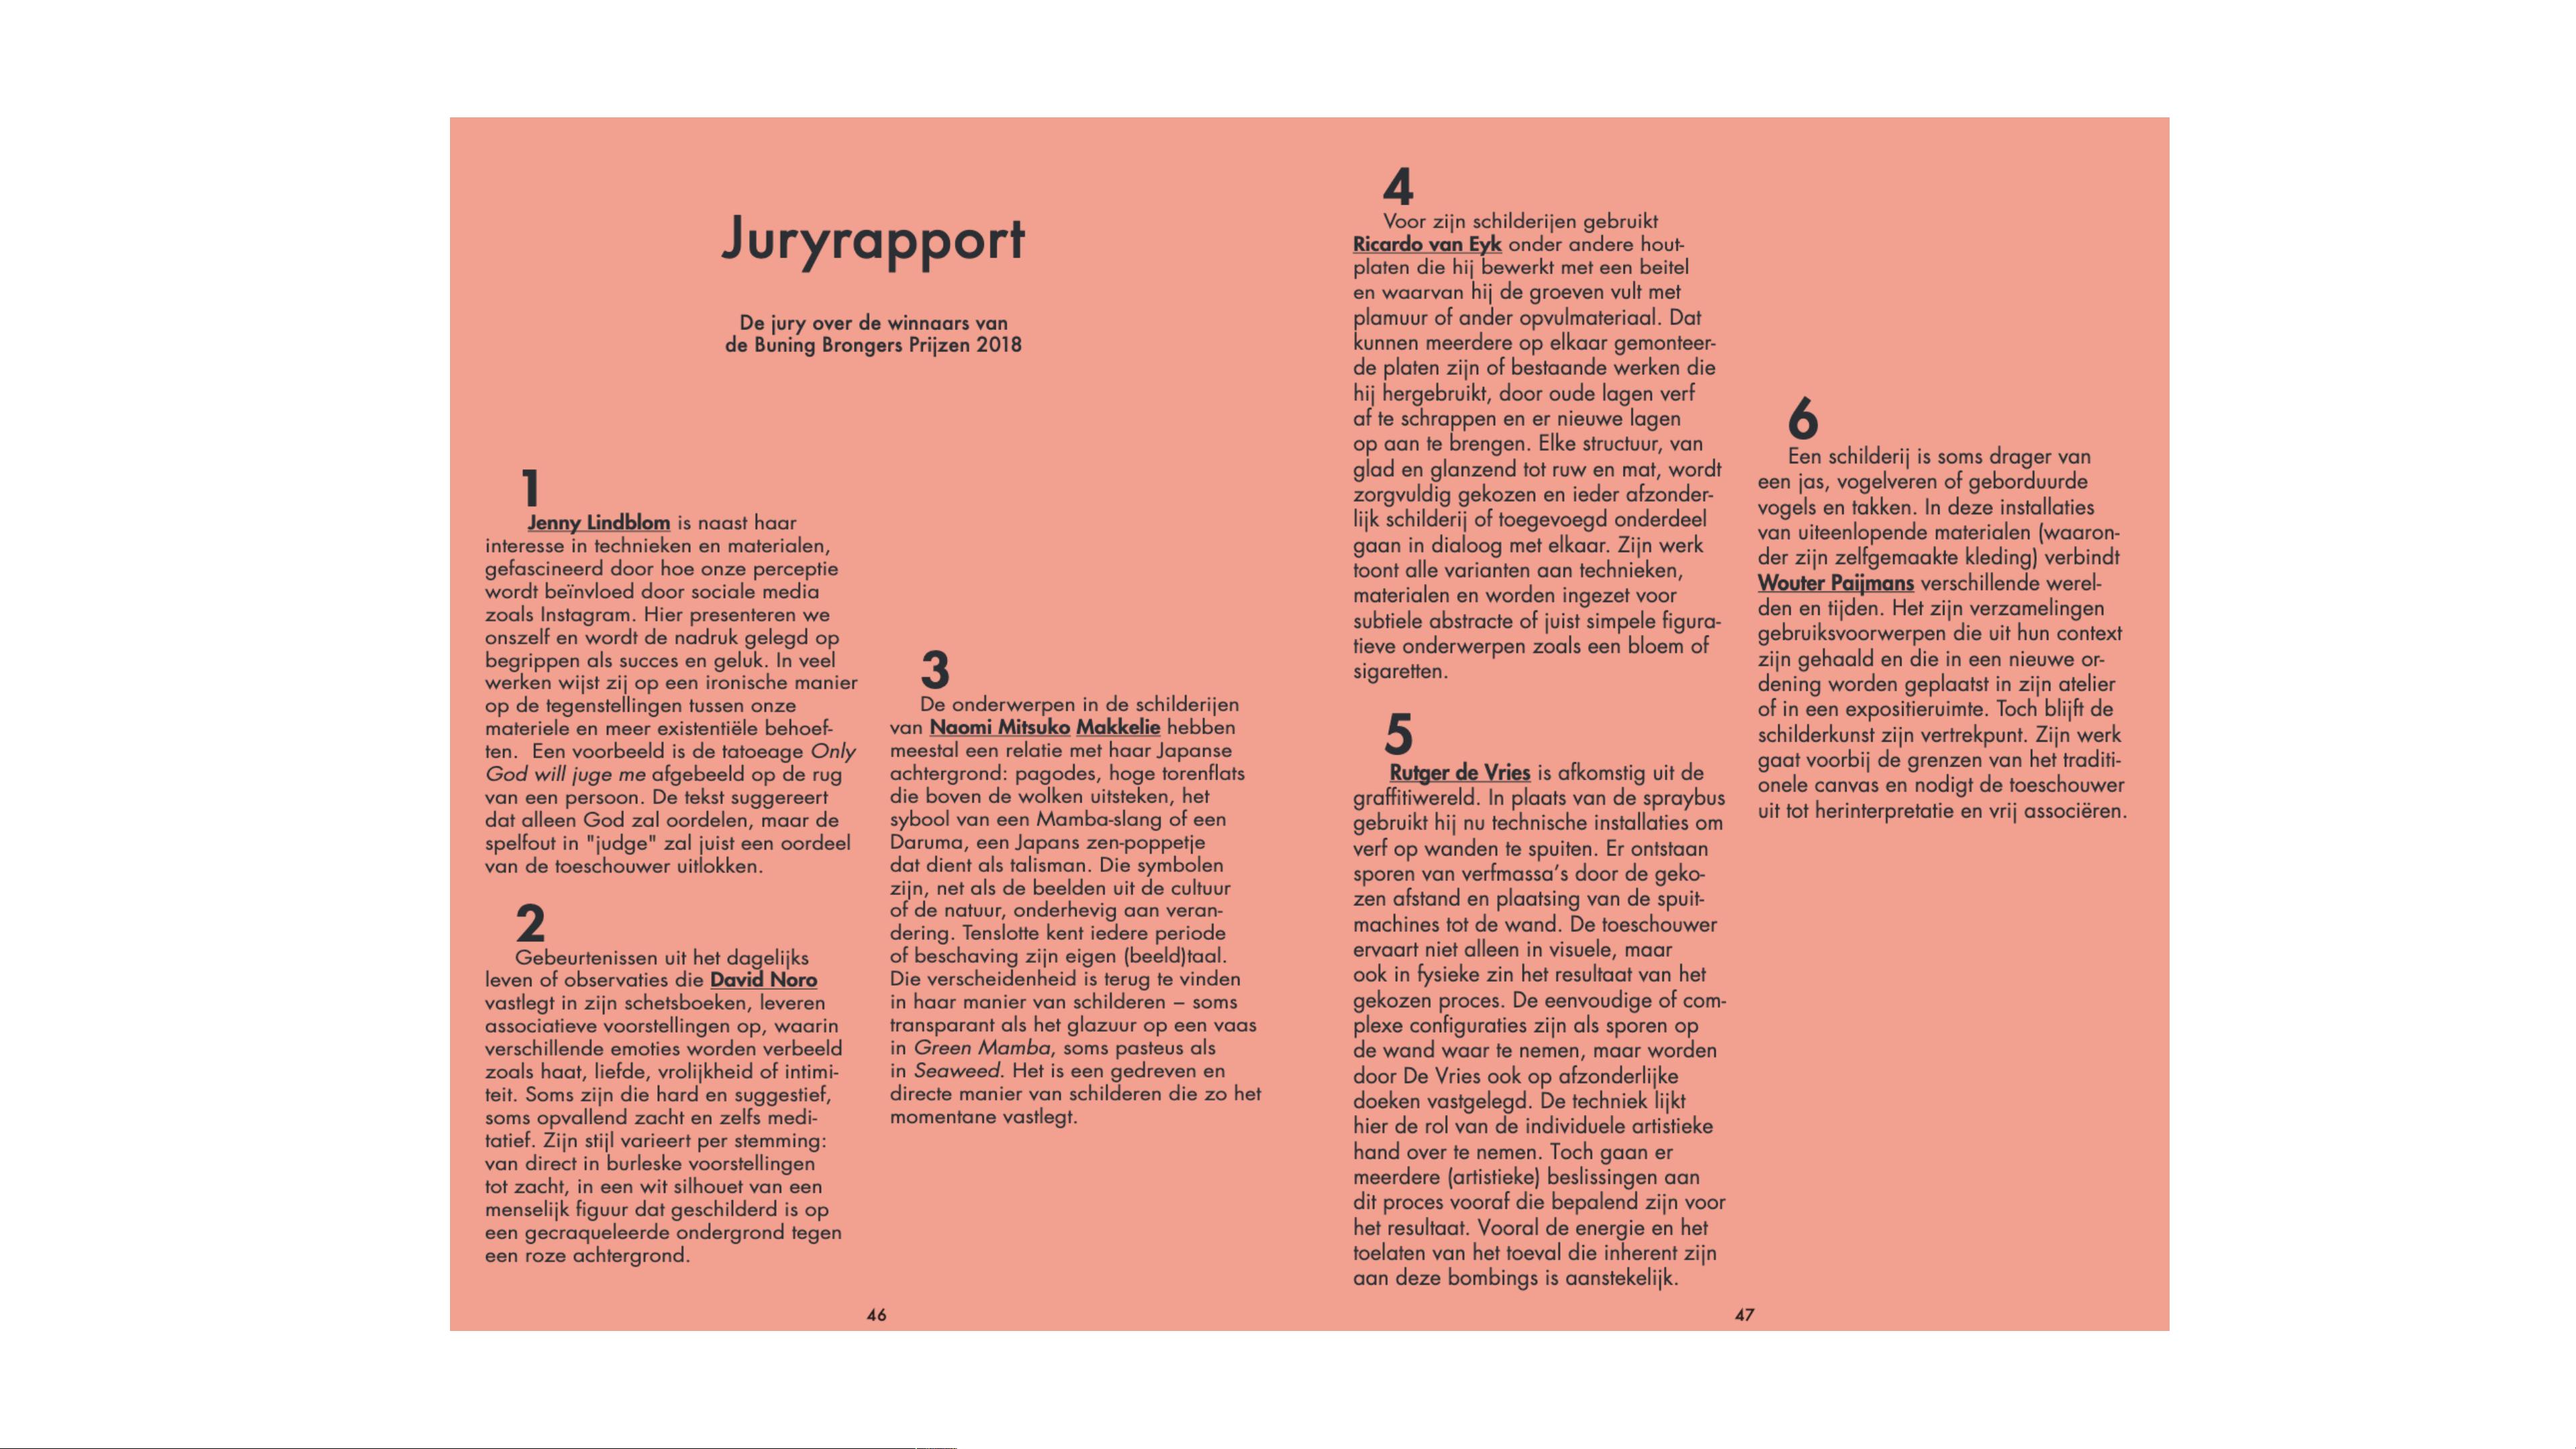 Juryrapport
De jury over de winnaars van
de Buning Brongers Prijzen 2018
1
Jenny Lindblom is naast haar
interesse in technieken en materialen,
gefascineerd door hoe onze perceptie
wordt beïnvloed door sociale media
zoals Instagram. Hier presenteren we
onszelf en wordt de nadruk gelegd op
begrippen als succes en geluk. In veel
werken wijst zij op een ironische manier
op de tegenstellingen tussen onze
materiele en meer existentiële behoef-
ten.  Een voorbeeld is de tatoeage Only
God will juge me afgebeeld op de rug
van een persoon. De tekst suggereert
dat alleen God zal oordelen, maar de
spelfout in "judge" zal juist een oordeel
van de toeschouwer uitlokken.
2
Gebeurtenissen uit het dagelijks
leven of observaties die David Noro
vastlegt in zijn schetsboeken, leveren
associatieve voorstellingen op, waarin
verschillende emoties worden verbeeld
zoals haat, liefde, vrolijkheid of intimi-
teit. Soms zijn die hard en suggestief,
soms opvallend zacht en zelfs medi-
tatief. Zijn stijl varieert per stemming:
van direct in burleske voorstellingen
tot zacht, in een wit silhouet van een
menselijk figuur dat geschilderd is op
een gecraqueleerde ondergrond tegen
een roze achtergrond.
3
De onderwerpen in de schilderijen
van Naomi Mitsuko Makkelie hebben
meestal een relatie met haar Japanse
achtergrond: pagodes, hoge torenflats
die boven de wolken uitsteken, het
sybool van een Mamba-slang of een
Daruma, een Japans zen-poppetje
dat dient als talisman. Die symbolen
zijn, net als de beelden uit de cultuur
of de natuur, onderhevig aan veran-
dering. Tenslotte kent iedere periode
of beschaving zijn eigen (beeld)taal.
Die verscheidenheid is terug te vinden
in haar manier van schilderen – soms
transparant als het glazuur op een vaas
in Green Mamba, soms pasteus als
in Seaweed. Het is een gedreven en
directe manier van schilderen die zo het
momentane vastlegt.
46
4
Voor zijn schilderijen gebruikt
Ricardo van Eyk onder andere hout-
platen die hij bewerkt met een beitel
en waarvan hij de groeven vult met
plamuur of ander opvulmateriaal. Dat
kunnen meerdere op elkaar gemonteer-
de platen zijn of bestaande werken die
hij hergebruikt, door oude lagen verf
af te schrappen en er nieuwe lagen
op aan te brengen. Elke structuur, van
glad en glanzend tot ruw en mat, wordt
zorgvuldig gekozen en ieder afzonder-
lijk schilderij of toegevoegd onderdeel
gaan in dialoog met elkaar. Zijn werk
toont alle varianten aan technieken,
materialen en worden ingezet voor
subtiele abstracte of juist simpele figura-
tieve onderwerpen zoals een bloem of
sigaretten.
5
Rutger de Vries is afkomstig uit de
graffitiwereld. In plaats van de spraybus
gebruikt hij nu technische installaties om
verf op wanden te spuiten. Er ontstaan
sporen van verfmassa's door de geko-
zen afstand en plaatsing van de spuit-
machines tot de wand. De toeschouwer
ervaart niet alleen in visuele, maar
ook in fysieke zin het resultaat van het
gekozen proces. De eenvoudige of com-
plexe configuraties zijn als sporen op
de wand waar te nemen, maar worden
door De Vries ook op afzonderlijke
doeken vastgelegd. De techniek lijkt
hier de rol van de individuele artistieke
hand over te nemen. Toch gaan er
meerdere (artistieke) beslissingen aan
dit proces vooraf die bepalend zijn voor
het resultaat. Vooral de energie en het
toelaten van het toeval die inherent zijn
aan deze bombings is aanstekelijk.
6
Een schilderij is soms drager van
een jas, vogelveren of geborduurde
vogels en takken. In deze installaties
van uiteenlopende materialen (waaron-
der zijn zelfgemaakte kleding) verbindt
Wouter Paijmans verschillende werel-
den en tijden. Het zijn verzamelingen
gebruiksvoorwerpen die uit hun context
zijn gehaald en die in een nieuwe or-
dening worden geplaatst in zijn atelier
of in een expositieruimte. Toch blijft de
schilderkunst zijn vertrekpunt. Zijn werk
gaat voorbij de grenzen van het traditi-
onele canvas en nodigt de toeschouwer
uit tot herinterpretatie en vrij associëren.
47